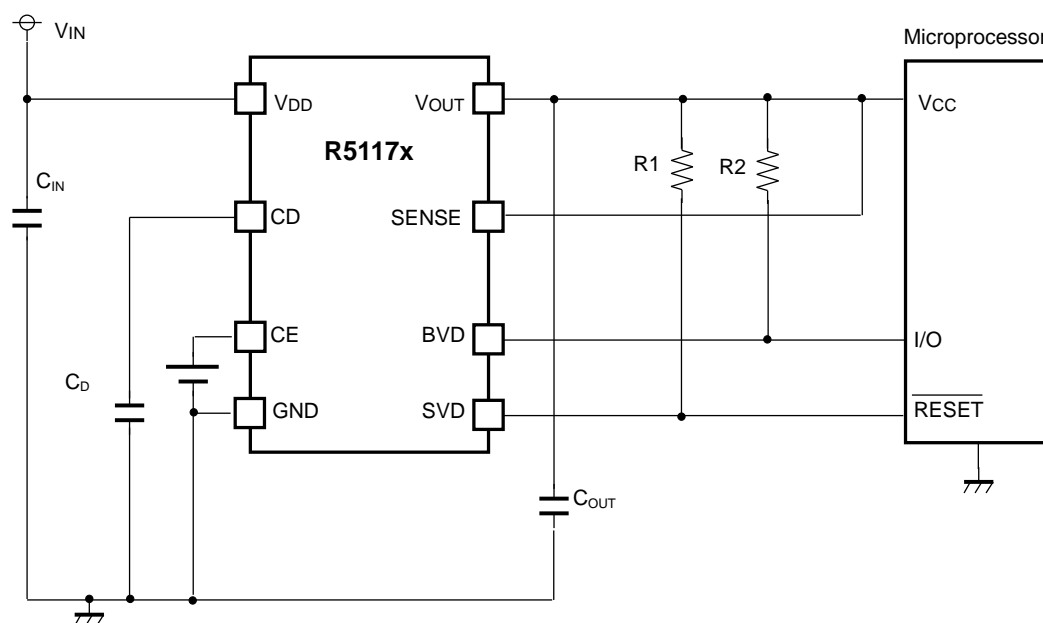 VIN
Microprocessor
VDD
VOUT
VCC
R5117x
R1
R2
CIN
CD
SENSE
CE
BVD
I/O
CD
GND
SVD
RESET
COUT